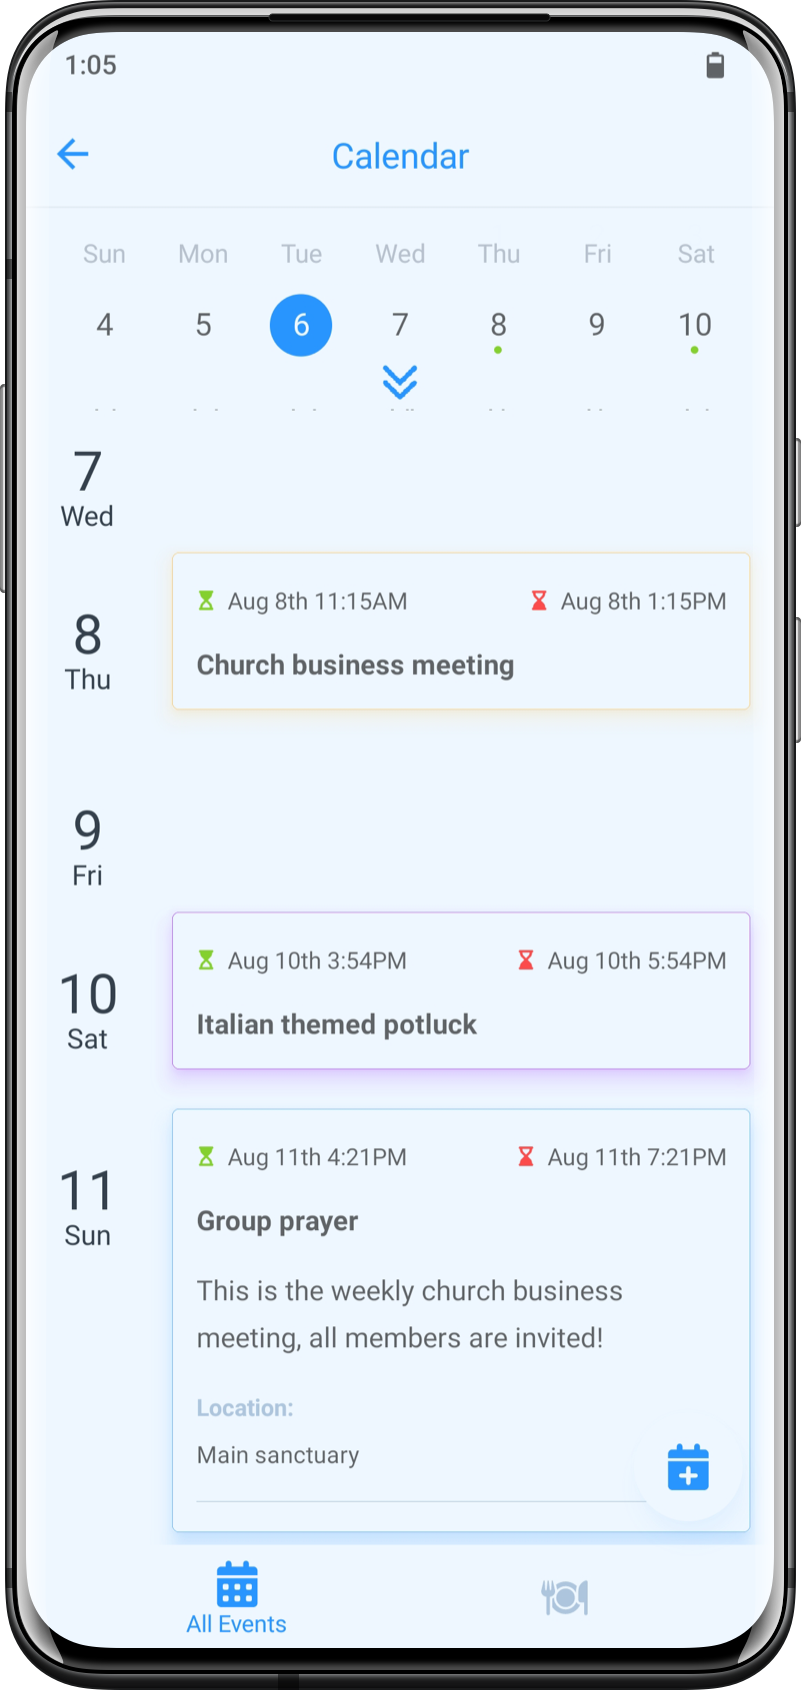 1:05
Calendar
Sun Mon Tue Wed Thu Fri Sat
4 5 6 7 8 9 10
7
Wed
Aug 8th 11:15AM Aug 8th 1:15PM
8
Thu
Church business meeting
9
Fri
Aug 10th 3:54PM Aug 10th 5:54PM
10
Sat
Italian themed potluck
Aug 11th 4:21PM Aug 11th 7:21PM
11
Sun
Group prayer
This is the weekly church business
meeting, all members are invited!
Location:
Main sanctuary
All Events